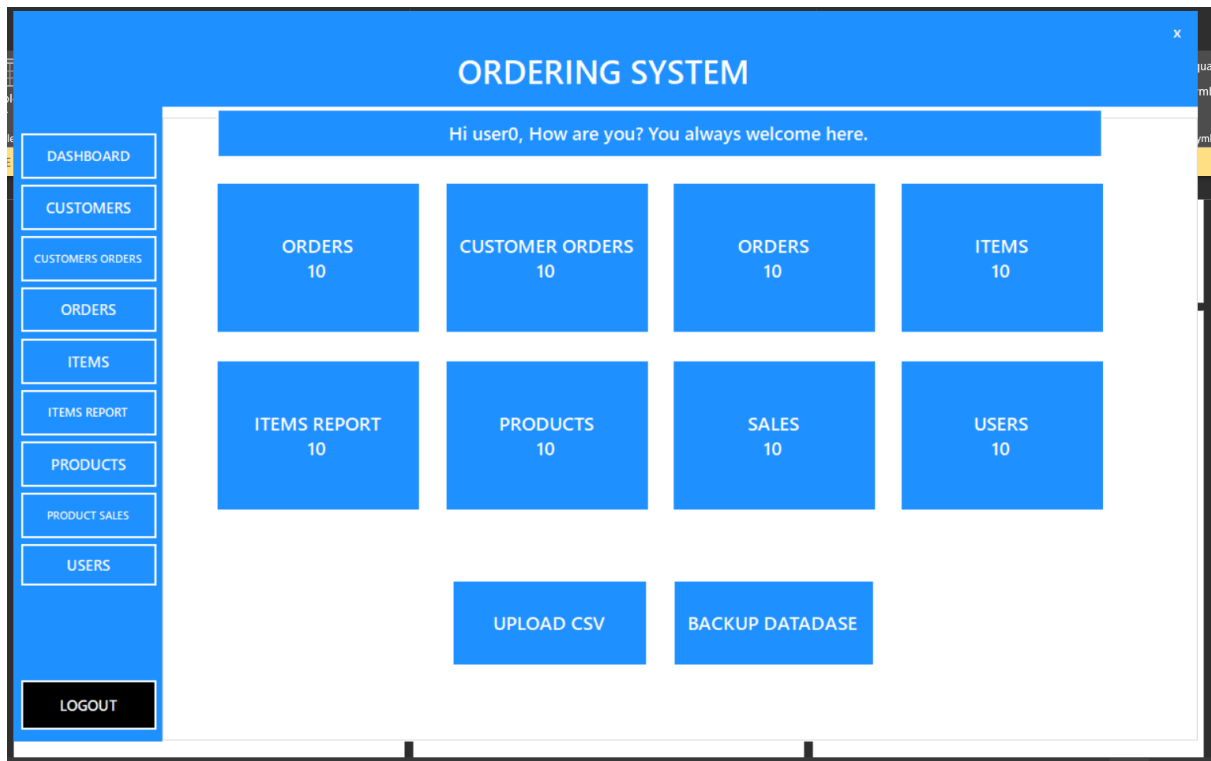 x
ORDERING SYSTEM
Hi user0, How are you? You always welcome here.
DASHBOARD
CUSTOMERS
CUSTOMERS ORDERS
ORDERS
ITEMS
ITEMS REPORT
PRODUCTS
PRODUCT SALES
USERS
LOGOUT
ORDERS
10
CUSTOMER ORDERS
10
ORDERS
10
ITEMS
10
ITEMS REPORT
10
PRODUCTS
10
SALES
10
USERS
10
UPLOAD CSV
BACKUP DATADASE